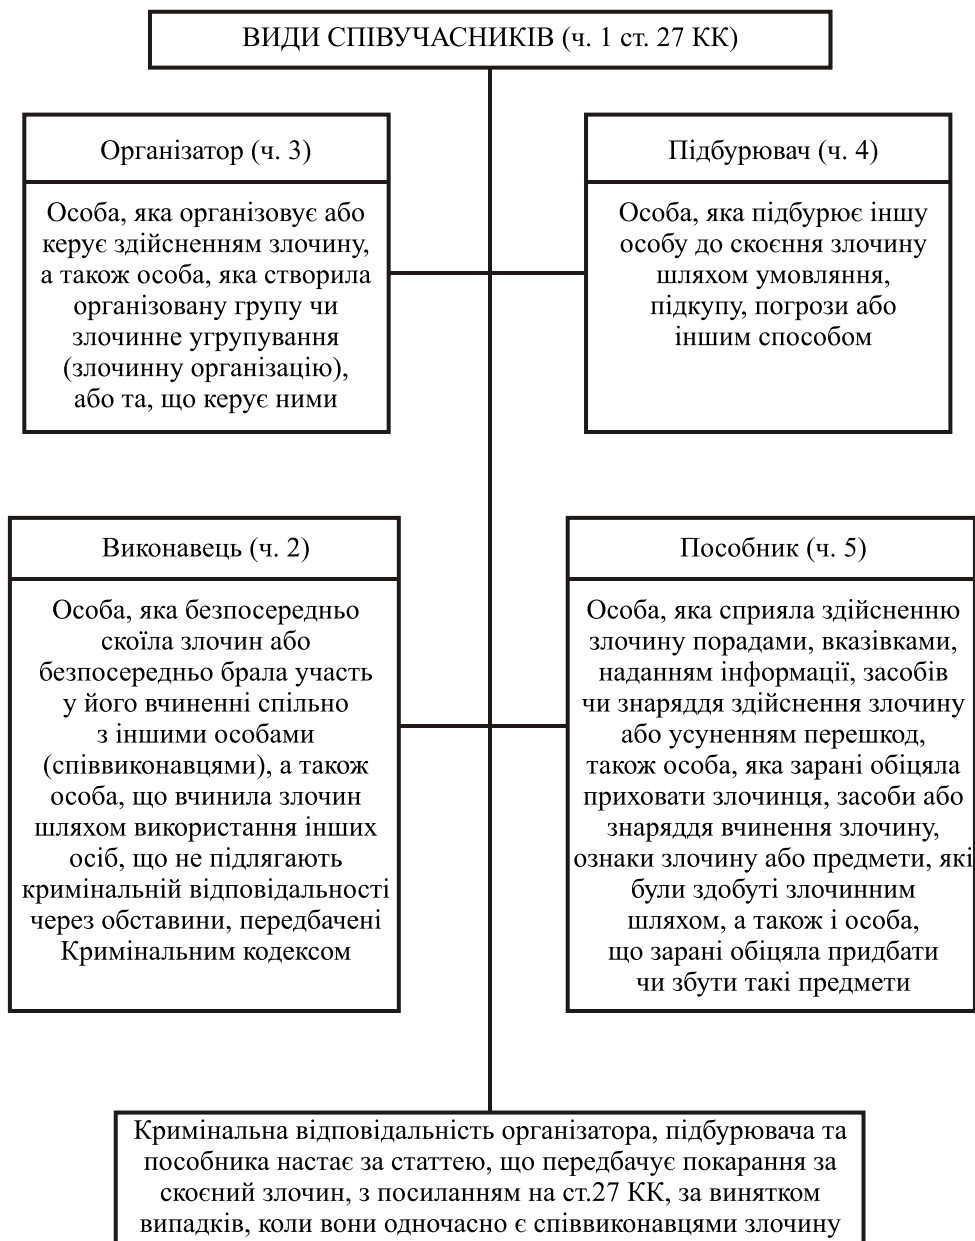 ВИДИ СПІВУЧАСНИКІВ (ч. 1 ст. 27 КК)
Організатор (ч. 3)
Особа, яка організовує або
керує здійсненням злочину,
а також особа, яка створила
організовану групу чи
злочинне угрупування
(злочинну організацію),
або та, що керує ними
Підбурювач (ч. 4)
Особа, яка підбурює іншу
особу до скоєння злочину
шляхом умовляння,
підкупу, погрози або
іншим способом
Виконавець (ч. 2)
Особа, яка безпосередньо
скоїла злочин або
безпосередньо брала участь
у його вчиненні спільно
з іншими особами
(співвиконавцями), а також
особа, що вчинила злочин
шляхом використання інших
осіб, що не підлягають
кримінальній відповідальності
через обставини, передбачені
Кримінальним кодексом
Пособник (ч. 5)
Особа, яка сприяла здійсненню
злочину порадами, вказівками,
наданням інформації, засобів
чи знаряддя здійснення злочину
або усуненням перешкод,
також особа, яка зарані обіцяла
приховати злочинця, засоби або
знаряддя вчинення злочину,
ознаки злочину або предмети, які
були здобуті злочинним
шляхом, а також і особа,
що зарані обіцяла придбати
чи збути такі предмети
Кримінальна відповідальність організатора, підбурювача та
пособника настає за статтею, що передбачує покарання за
скоєний злочин, з посиланням на ст.27 КК, за винятком
випадків, коли вони одночасно є співвиконавцями злочину